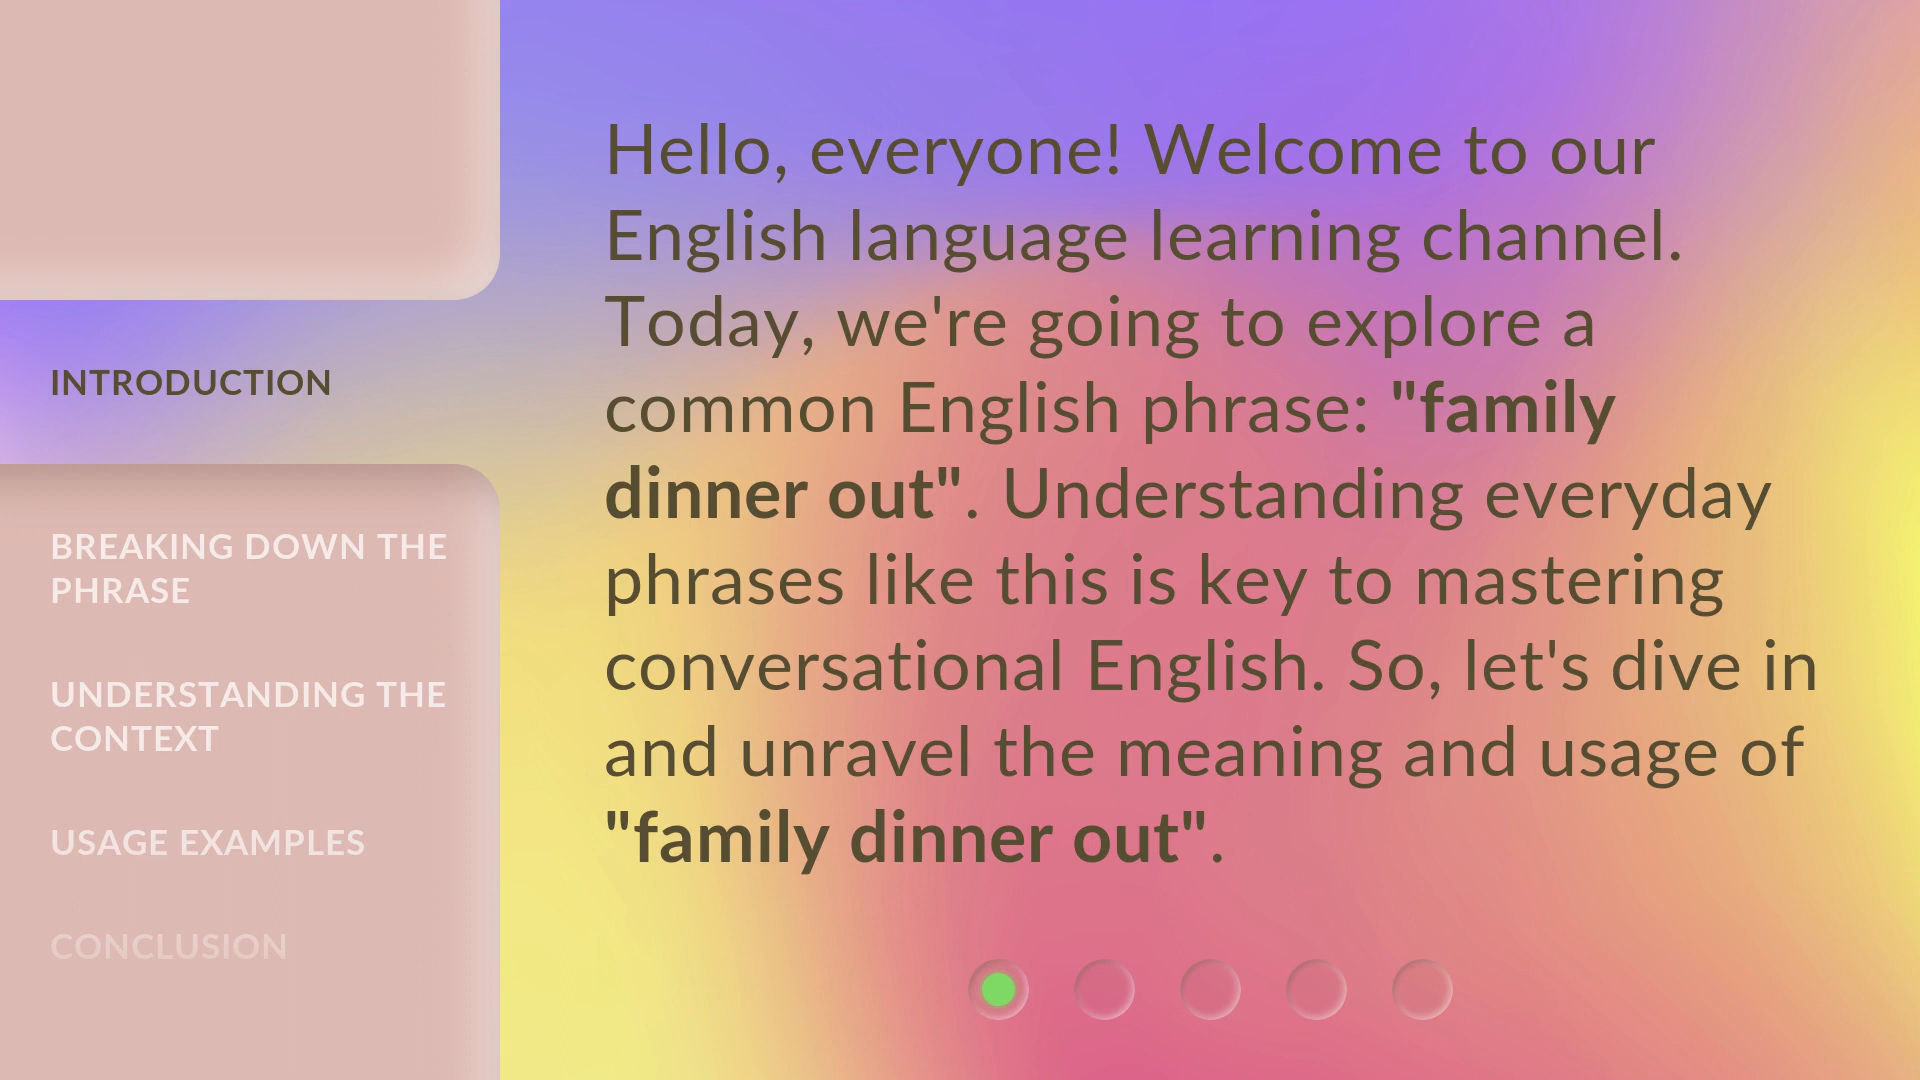 INTRODUCTION
BREAKING DOWN THE
PHRASE
UNDERSTANDING THE
CONTEXT
USAGE EXAMPLES
CONCLUSION
Hello, everyone! Welcome to our
English language learning channel.
Today, we're going to explore a
common English phrase: "family
dinner out". Understanding everyday
phrases like this is key to mastering
conversational English. So, let's dive in
and unravel the meaning and usage of
"family dinner out".